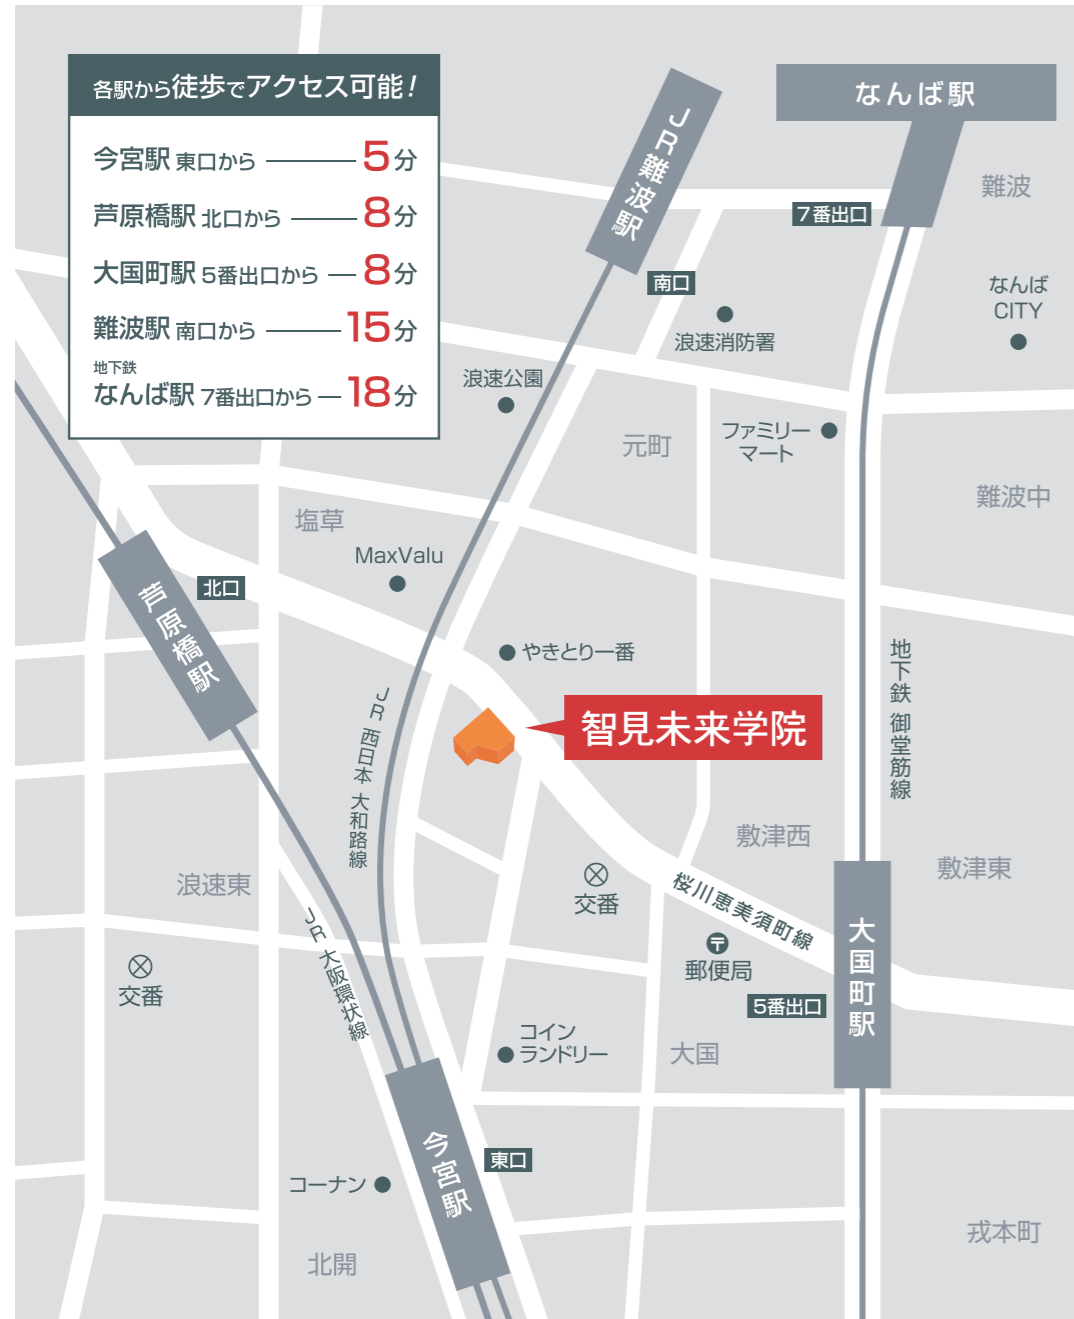 各駅から徒歩でアクセス可能！
今宮駅 東口から 5分
芦原橋駅 北口から 8分
大国町駅 5番出口から 8分
難波駅 南口から 15分
地下鉄
なんば駅 7番出口から 18分
なんば駅
JR難波駅
7番出口
難波
南口
浪速消防署
なんば
CITY
浪速公園
元町
ファミリー
マート
難波中
塩草
MaxValu
芦原橋駅
北口
やきとり一番
智見未来学院
地下鉄 御堂筋線
JR 西日本 大和路線
敷津西
敷津東
浪速東
交番
桜川恵美須町線
郵便局
大国町駅
JR 大阪環状線
交番
5番出口
コイン
ランドリー
大国
今宮駅
東口
コーナン
北開
戎本町